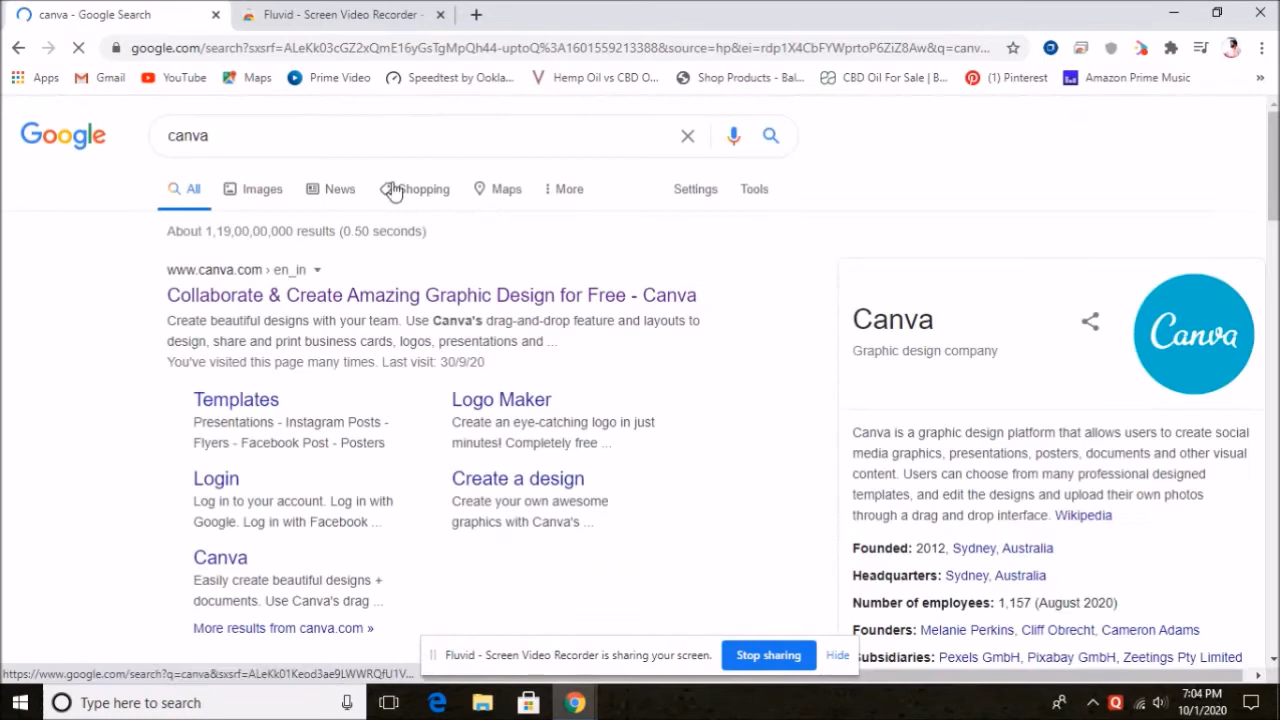 canva - Google Search
Fluvid - Screen Video Recorder -
google.com/search?sxsrf=ALeKk03cGZ2xQmE16yGsTgMpQh44-uptoQ%3A1601559213388&source=hp&ei=rdp1X4CbFYWprtoP6ZiZ8Aw&q=canv...
Apps
Gmail
YouTube
Maps
Prime Video
Speedtest by Ookla...
Hemp Oil vs CBD O...
Shop Products - Bal...
CBD Oil For Sale | B...
(1) Pinterest
Amazon Prime Music
»
Google
canva
All
Images
News
Shopping
Maps
More
Settings
Tools
About 1,19,00,00,000 results (0.50 seconds)
www.canva.com › en_in
Collaborate & Create Amazing Graphic Design for Free - Canva
Create beautiful designs with your team. Use Canva's drag-and-drop feature and layouts to
design, share and print business cards, logos, presentations and ...
You've visited this page many times. Last visit: 30/9/20
Templates
Presentations - Instagram Posts -
Flyers - Facebook Post - Posters
Logo Maker
Create an eye-catching logo in just
minutes! Completely free ...
Login
Log in to your account. Log in with
Google. Log in with Facebook ...
Create a design
Create your own awesome
graphics with Canva's ...
Canva
Easily create beautiful designs +
documents. Use Canva's drag ...
More results from canva.com »
Canva
Graphic design company
Canva
Canva is a graphic design platform that allows users to create social
media graphics, presentations, posters, documents and other visual
content. Users can choose from many professional designed
templates, and edit the designs and upload their own photos
through a drag and drop interface. Wikipedia
Founded: 2012, Sydney, Australia
Headquarters: Sydney, Australia
Number of employees: 1,157 (August 2020)
Founders: Melanie Perkins, Cliff Obrecht, Cameron Adams
Subsidiaries: Pexels GmbH, Pixabay GmbH, Zeetings Pty Limited
Fluvid - Screen Video Recorder is sharing your screen.
Stop sharing
Hide
https://www.google.com/search?q=canva&sxsrf=ALeKk01Keod3ae9LWWRQfU1V...
Type here to search
7:04 PM
10/1/2020